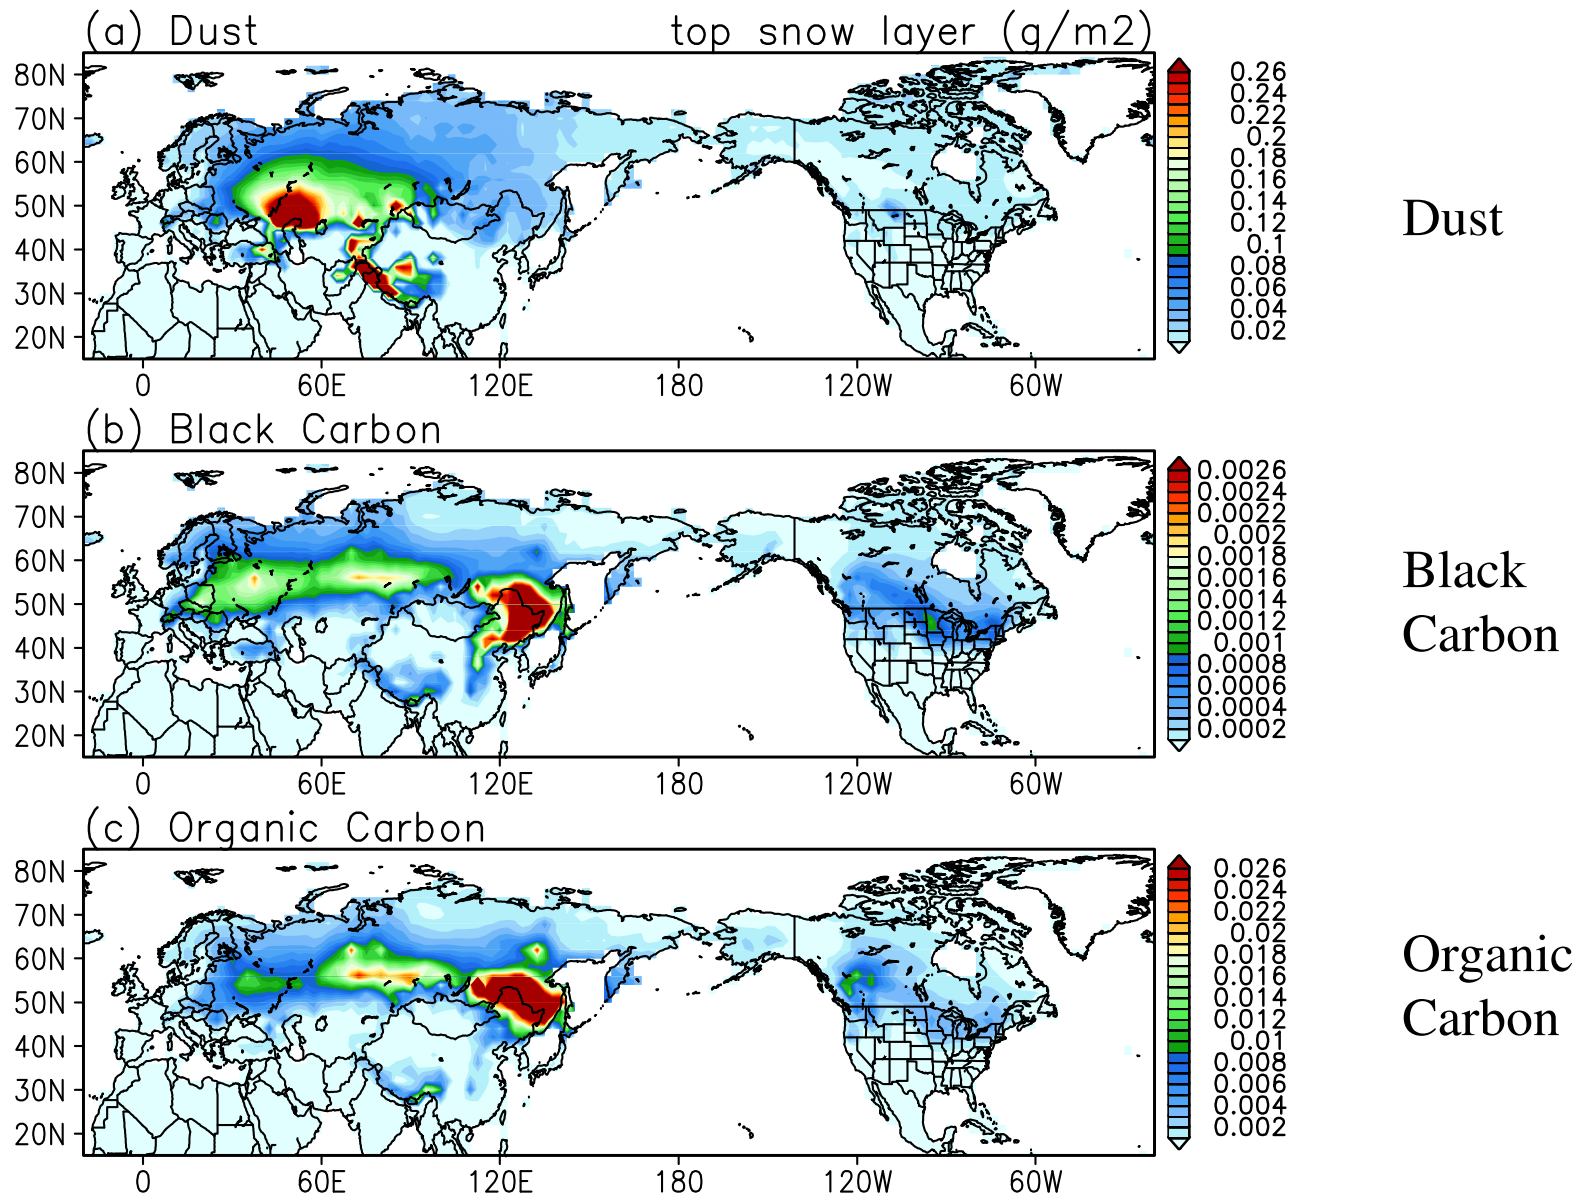 (a) Dust top snow layer (g/m2)
80N
70N
60N
50N
40N
30N
20N
0 60E 120E 180 120W 60W
0.26
0.24
0.22
0.2
0.18
0.16
0.14
0.12
0.1
0.08
0.06
0.04
0.02
Dust
(b) Black Carbon
80N
70N
60N
50N
40N
30N
20N
0 60E 120E 180 120W 60W
0.0026
0.0024
0.0022
0.002
0.0018
0.0016
0.0014
0.0012
0.001
0.0008
0.0006
0.0004
0.0002
Black
Carbon
(c) Organic Carbon
80N
70N
60N
50N
40N
30N
20N
0 60E 120E 180 120W 60W
0.026
0.024
0.022
0.02
0.018
0.016
0.014
0.012
0.01
0.008
0.006
0.004
0.002
Organic
Carbon